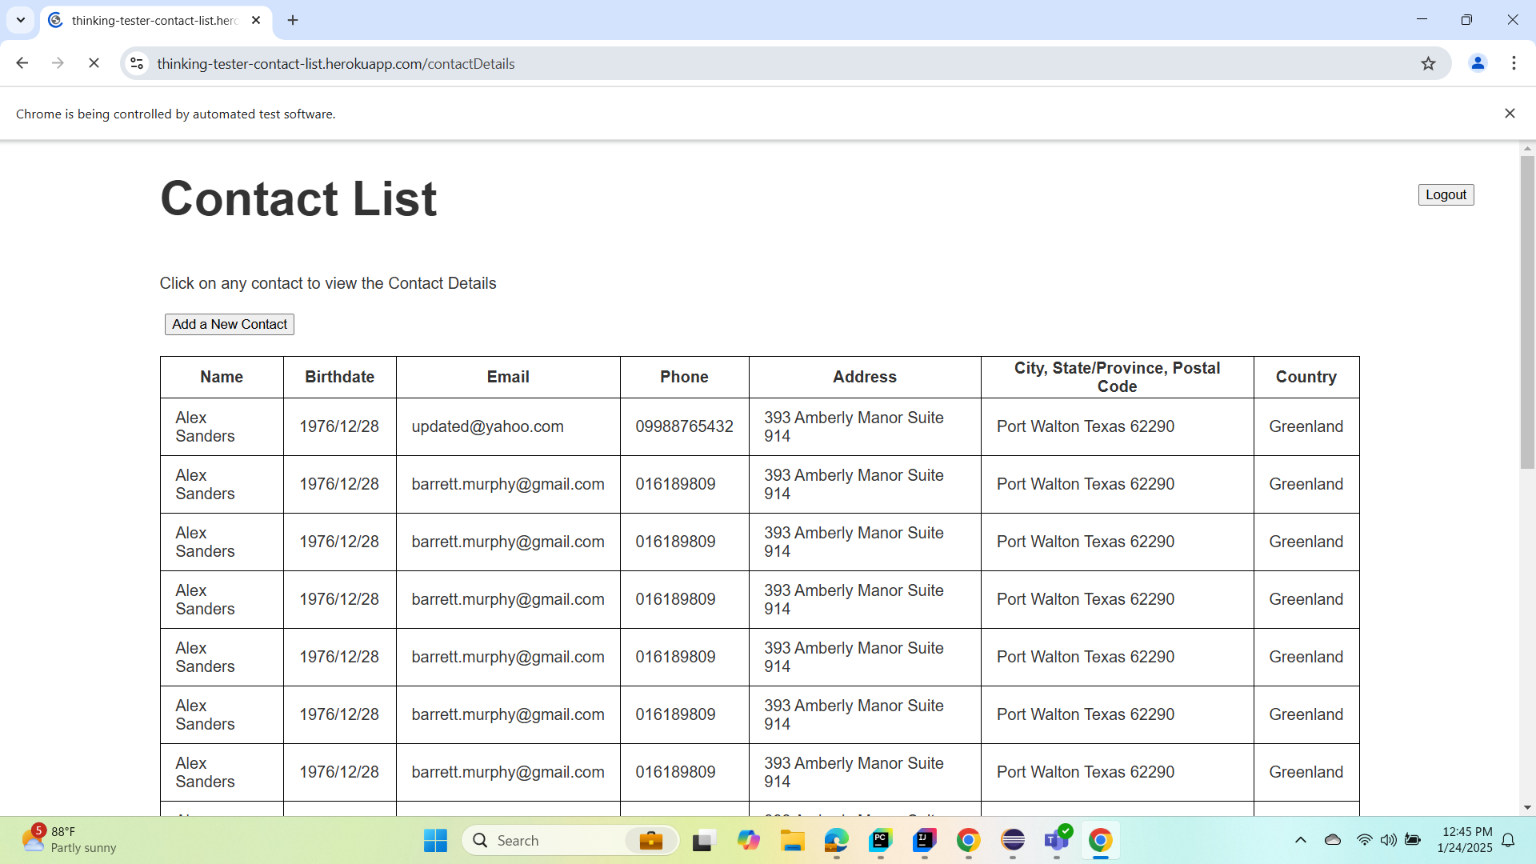 thinking-tester-contact-list.herc
thinking-tester-contact-list.herokuapp.com/contactDetails
Chrome is being controlled by automated test software.
Contact List
Logout
Click on any contact to view the Contact Details
Add a New Contact
Name Birthdate Email Phone Address City, State/Province, Postal Code Country
Alex Sanders 1976/12/28 updated@yahoo.com 09988765432 393 Amberly Manor Suite 914 Port Walton Texas 62290 Greenland
Alex Sanders 1976/12/28 barrett.murphy@gmail.com 016189809 393 Amberly Manor Suite 914 Port Walton Texas 62290 Greenland
Alex Sanders 1976/12/28 barrett.murphy@gmail.com 016189809 393 Amberly Manor Suite 914 Port Walton Texas 62290 Greenland
Alex Sanders 1976/12/28 barrett.murphy@gmail.com 016189809 393 Amberly Manor Suite 914 Port Walton Texas 62290 Greenland
Alex Sanders 1976/12/28 barrett.murphy@gmail.com 016189809 393 Amberly Manor Suite 914 Port Walton Texas 62290 Greenland
Alex Sanders 1976/12/28 barrett.murphy@gmail.com 016189809 393 Amberly Manor Suite 914 Port Walton Texas 62290 Greenland
Alex Sanders 1976/12/28 barrett.murphy@gmail.com 016189809 393 Amberly Manor Suite 914 Port Walton Texas 62290 Greenland
5
88°F
Partly sunny
Search
PC
IJ
12:45 PM
1/24/2025